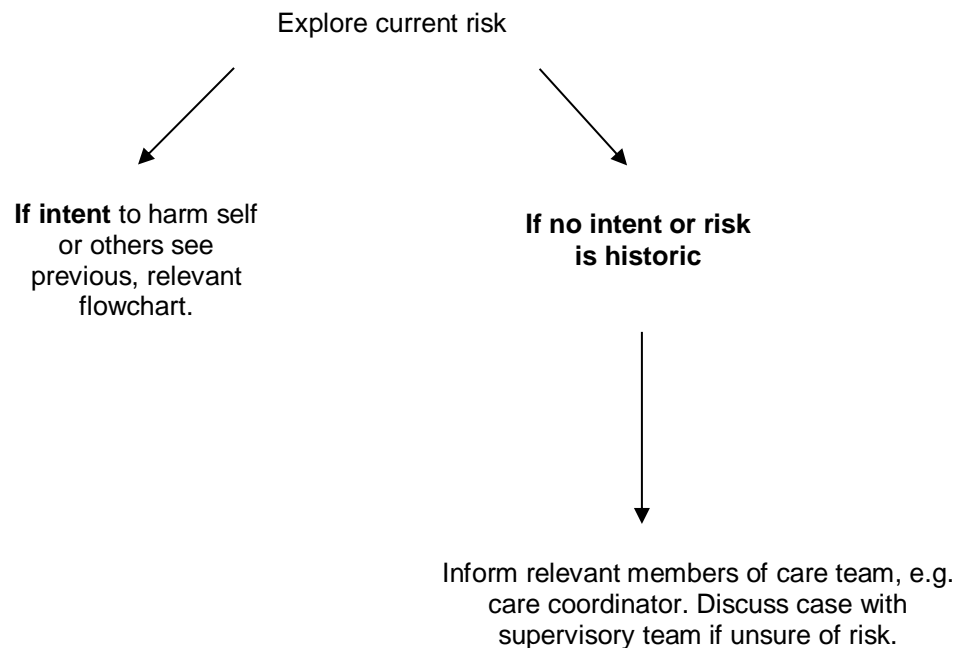 Explore current risk
If intent to harm self
or others see
previous, relevant
flowchart.
If no intent or risk
is historic
Inform relevant members of care team, e.g.
care coordinator. Discuss case with
supervisory team if unsure of risk.